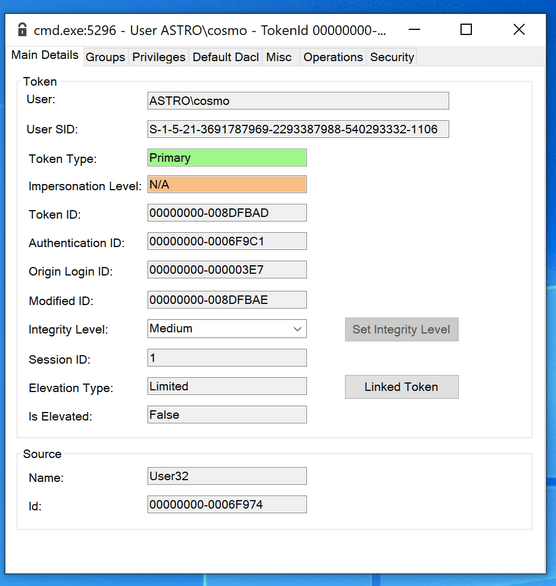 cmd.exe:5296 - User ASTRO\cosmo - TokenId 00000000-...
Main Details Groups Privileges Default Dacl Misc Operations Security
Token
User: ASTRO\cosmo
User SID: S-1-5-21-3691787969-2293387988-540293332-1106
Token Type: Primary
Impersonation Level: N/A
Token ID: 00000000-008DFBAD
Authentication ID: 00000000-0006F9C1
Origin Login ID: 00000000-000003E7
Modified ID: 00000000-008DFBAE
Integrity Level: Medium Set Integrity Level
Session ID: 1
Elevation Type: Limited Linked Token
Is Elevated: False
Source
Name: User32
Id: 00000000-0006F974